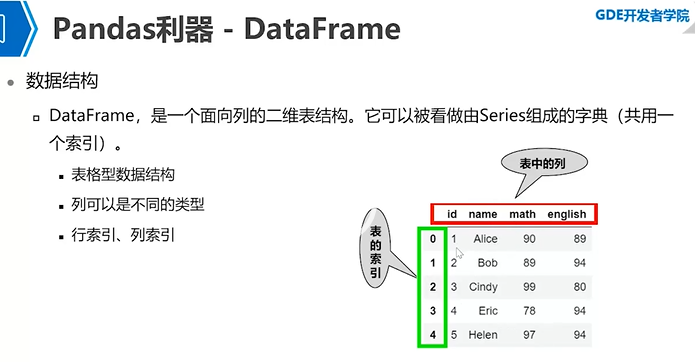 GDE开发者学院
Pandas利器 - DataFrame
数据结构
DataFrame，是一个面向列的二维表结构。它可以被看做由Series组成的字典（共用一
个索引）。
表格型数据结构
列可以是不同的类型
行索引、列索引
表中的列
表的索引
id name math english
0 1 Alice 90 89
1 2 Bob 89 94
2 3 Cindy 99 80
3 4 Eric 78 94
4 5 Helen 97 94